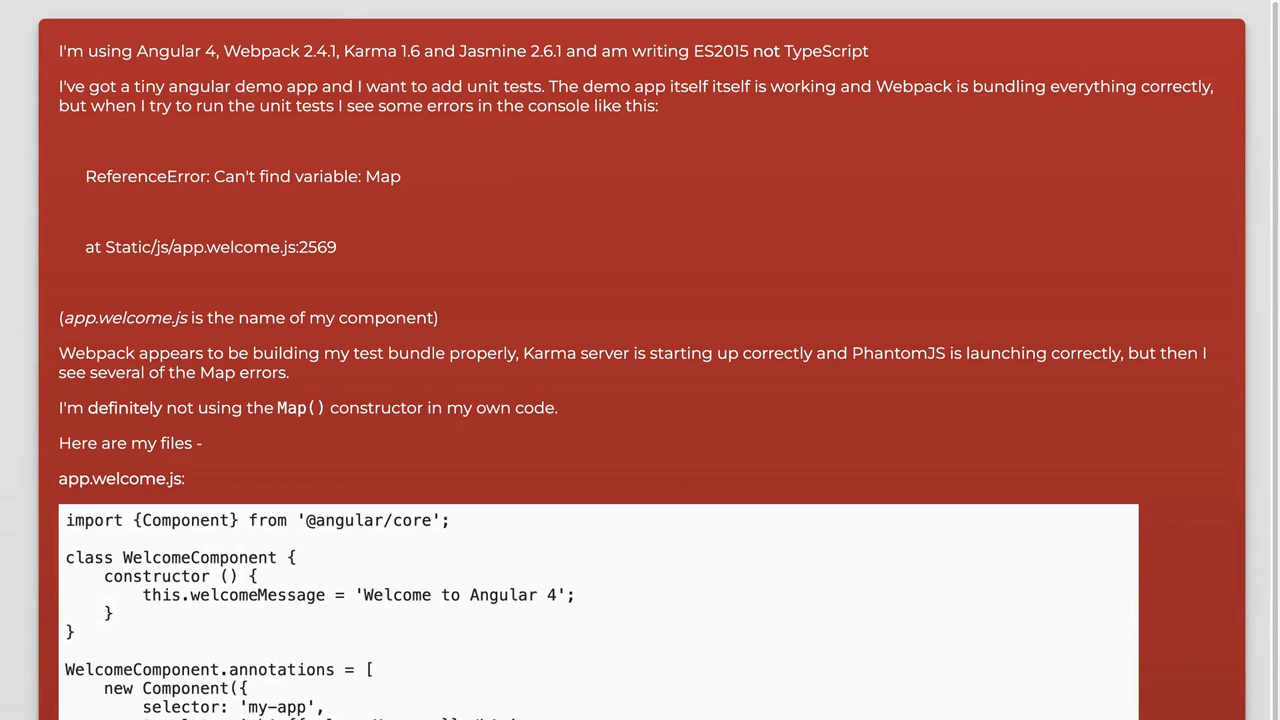 I'm using Angular 4, Webpack 2.4.1, Karma 1.6 and Jasmine 2.6.1 and am writing ES2015 not TypeScript
I've got a tiny angular demo app and I want to add unit tests. The demo app itself itself is working and Webpack is bundling everything correctly,
but when I try to run the unit tests I see some errors in the console like this:
ReferenceError: Can't find variable: Map
at Static/js/app.welcome.js:2569
(app.welcome.js is the name of my component)
Webpack appears to be building my test bundle properly, Karma server is starting up correctly and PhantomJS is launching correctly, but then I
see several of the Map errors.
I'm definitely not using the Map() constructor in my own code.
Here are my files -
app.welcome.js:
import {Component} from '@angular/core';
class WelcomeComponent {
    constructor () {
        this.welcomeMessage = 'Welcome to Angular 4';
    }
}
WelcomeComponent.annotations = [
    new Component({
        selector: 'my-app',